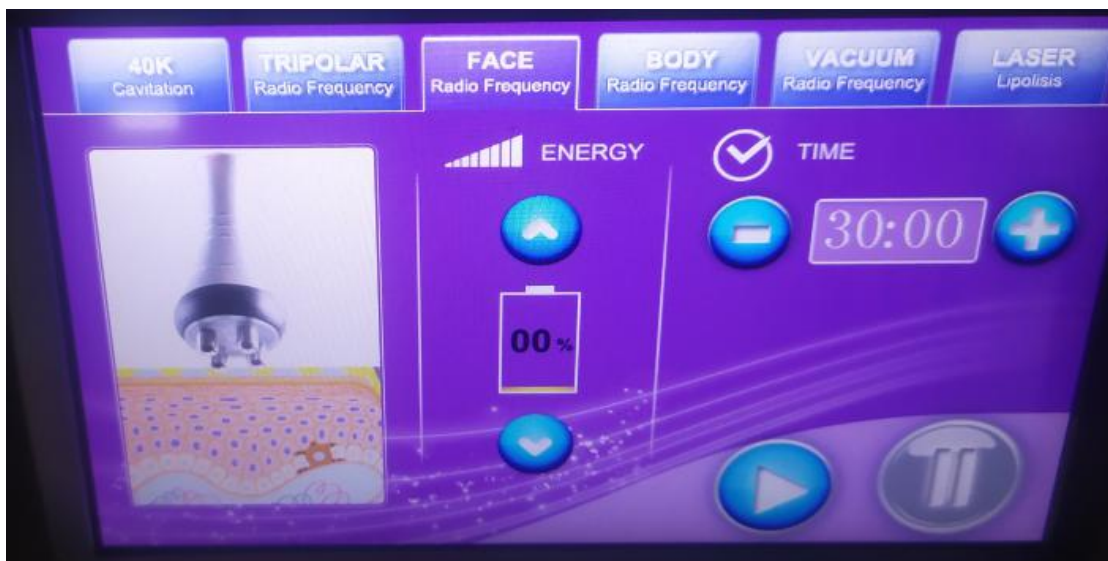 40K
Cavitation
TRIPOLAR
Radio Frequency
FACE
Radio Frequency
BODY
Radio Frequency
VACUUM
Radio Frequency
LASER
Lipolisis
ENERGY
TIME
30:00
00%